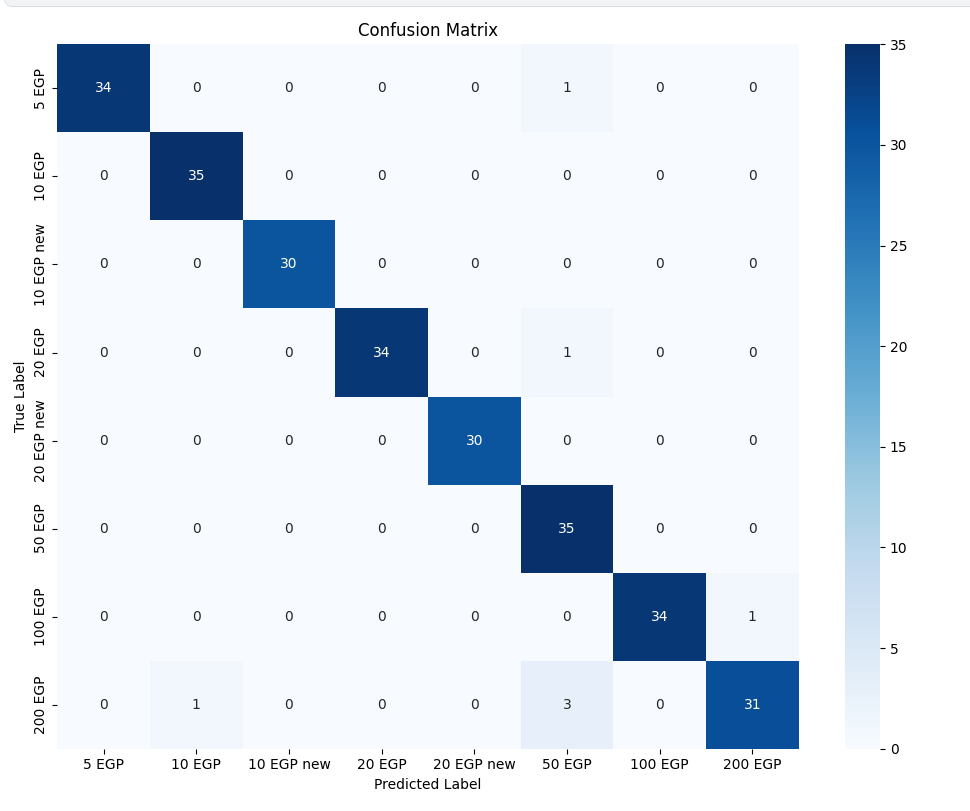 Confusion Matrix
True Label
5 EGP 34 0 0 0 0 1 0 0
10 EGP 0 35 0 0 0 0 0 0
10 EGP new 0 0 30 0 0 0 0 0
20 EGP 0 0 0 34 0 1 0 0
20 EGP new 0 0 0 0 30 0 0 0
50 EGP 0 0 0 0 0 35 0 0
100 EGP 0 0 0 0 0 0 34 1
200 EGP 0 1 0 0 0 3 0 31
5 EGP 10 EGP 10 EGP new 20 EGP 20 EGP new 50 EGP 100 EGP 200 EGP
Predicted Label
35
30
25
20
15
10
5
0